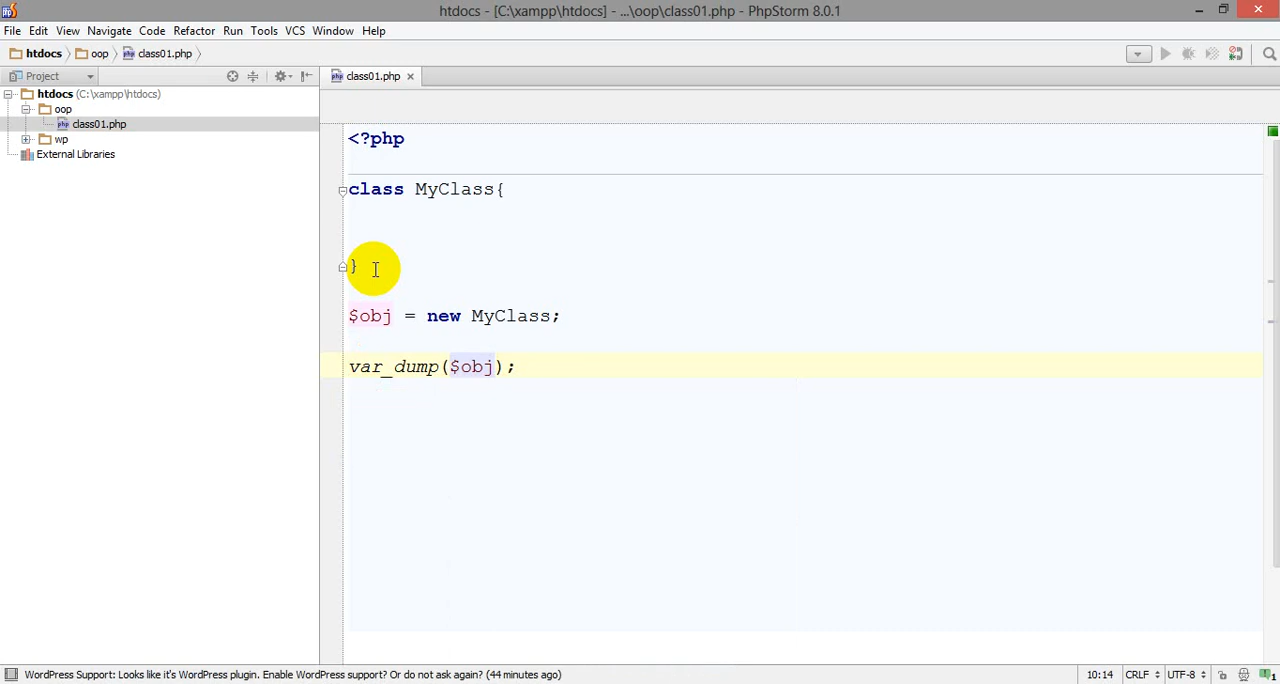 htdocs - [C:\xampp\htdocs] - ...\oop\class01.php - PhpStorm 8.0.1
File Edit View Navigate Code Refactor Run Tools VCS Window Help
htdocs oop class01.php
Project
class01.php
htdocs (C:\xampp\htdocs)
oop
class01.php
wp
External Libraries
<?php
class MyClass{
}
$obj = new MyClass;
var_dump($obj);
WordPress Support: Looks like it's WordPress plugin. Enable WordPress support? Or do not ask again? (44 minutes ago)
10:14 CRLF UTF-8 1